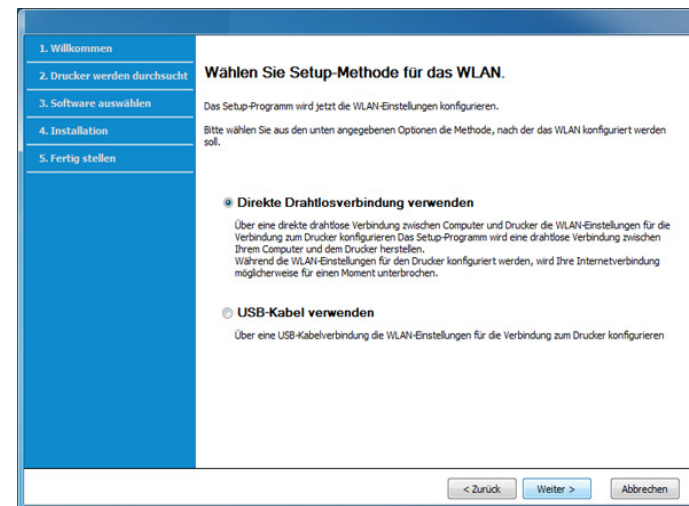 1. Willkommen
2. Drucker werden durchsucht
3. Software auswählen
4. Installation
5. Fertig stellen
Wählen Sie Setup-Methode für das WLAN.
Das Setup-Programm wird jetzt die WLAN-Einstellungen konfigurieren.
Bitte wählen Sie aus den unten angegebenen Optionen die Methode, nach der das WLAN konfiguriert werden
soll.
Direkte Drahtlosverbindung verwenden
Über eine direkte drahtlose Verbindung zwischen Computer und Drucker die WLAN-Einstellungen für die
Verbindung zum Drucker konfigurieren Das Setup-Programm wird eine drahtlose Verbindung zwischen
Ihrem Computer und dem Drucker herstellen.
Während die WLAN-Einstellungen für den Drucker konfiguriert werden, wird Ihre Internetverbindung
möglicherweise für einen Moment unterbrochen.
USB-Kabel verwenden
Über eine USB-Kabelverbindung die WLAN-Einstellungen für die Verbindung zum Drucker konfigurieren
< Zurück
Weiter >
Abbrechen